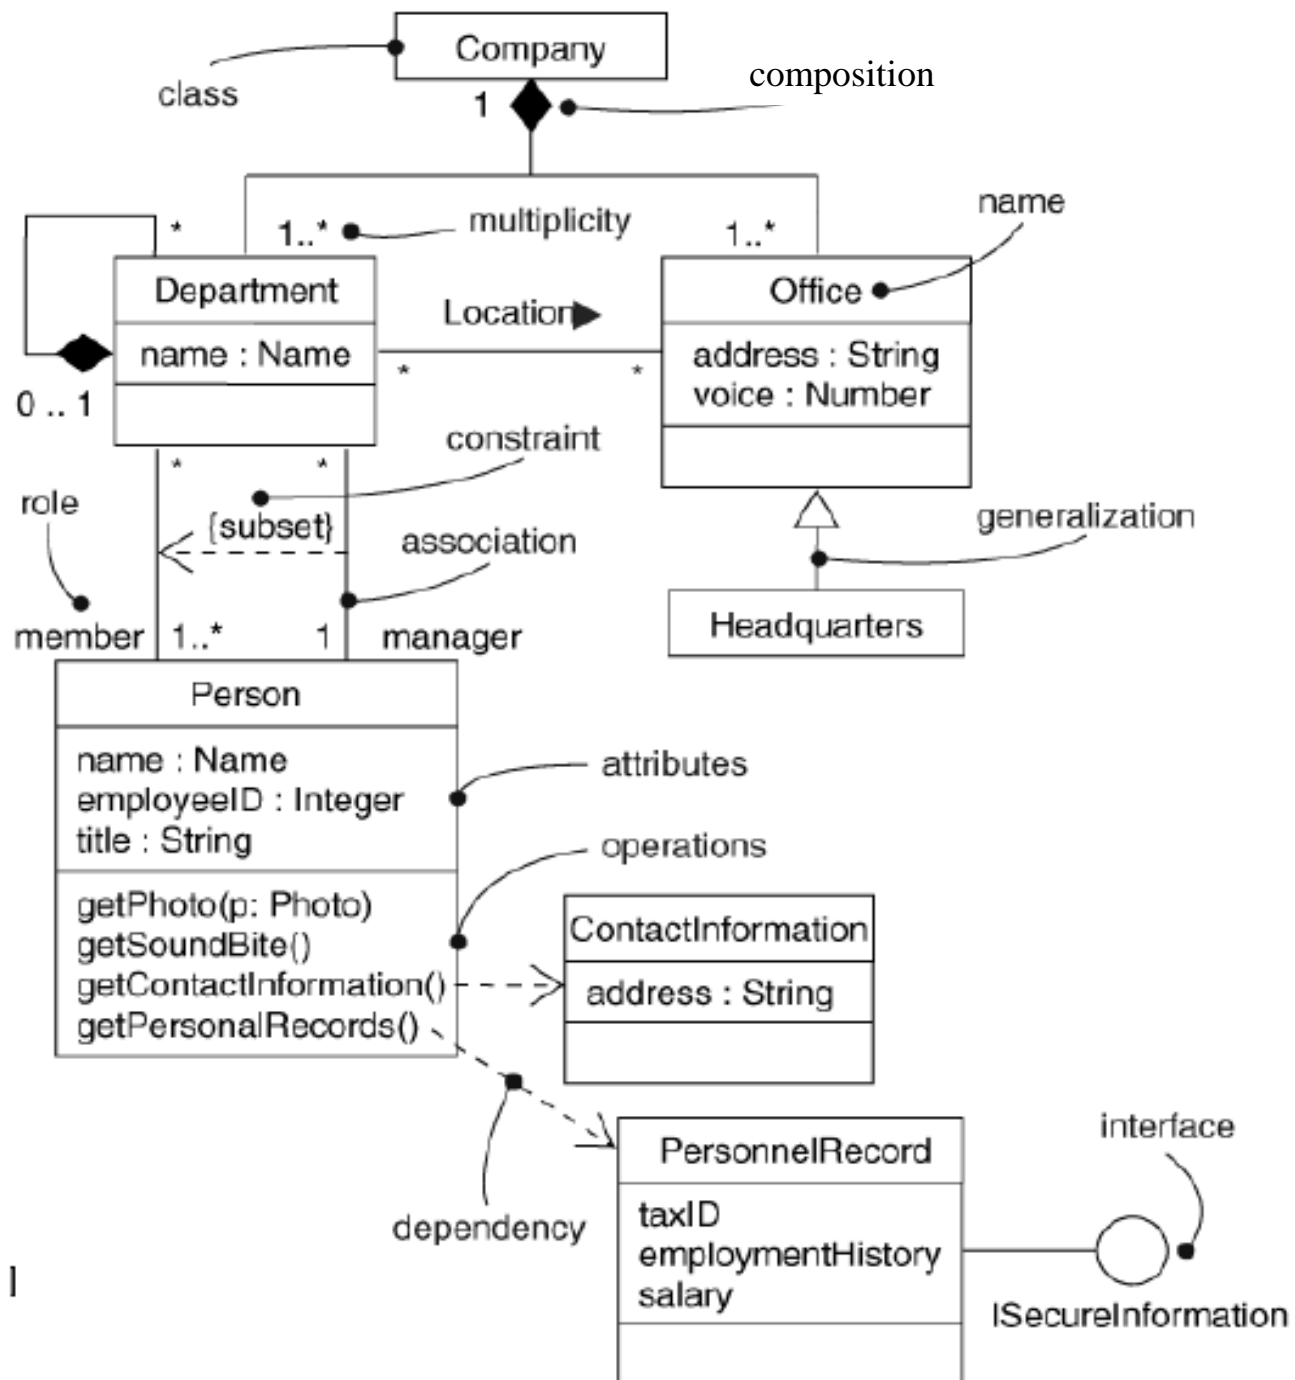 Company
composition
class
1
name
*
1..*
multiplicity
1..*
Department
Office
Location
name : Name
address : String
voice : Number
*
*
0 .. 1
constraint
*
*
role
{subset}
association
generalization
member
1..*
1
manager
Headquarters
Person
name : Name
employeeID : Integer
title : String
attributes
operations
getPhoto(p: Photo)
getSoundBite()
getContactInformation()
getPersonalRecords()
ContactInformation
address : String
interface
PersonnelRecord
dependency
taxID
employmentHistory
salary
]
ISecureInformation